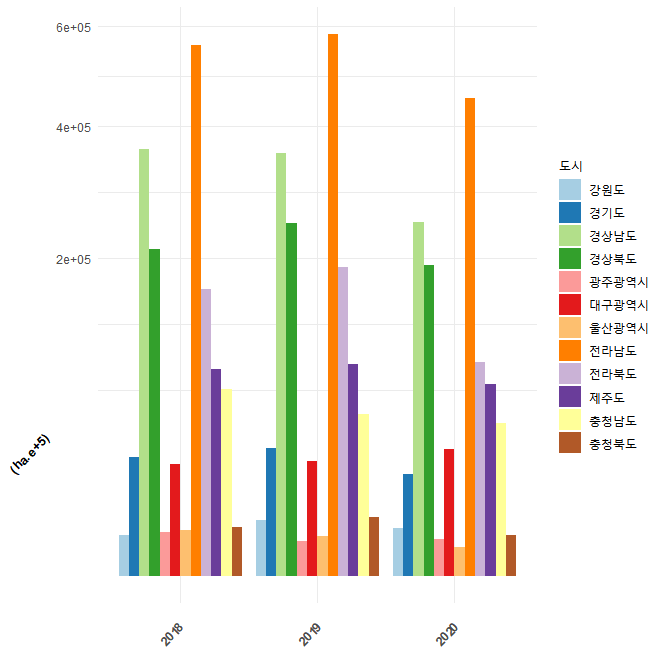 6e+05
4e+05
2e+05
(ha.e+5)
2018
2019
2020
도시
강원도
경기도
경상남도
경상북도
광주광역시
대구광역시
울산광역시
전라남도
전라북도
제주도
충청남도
충청북도